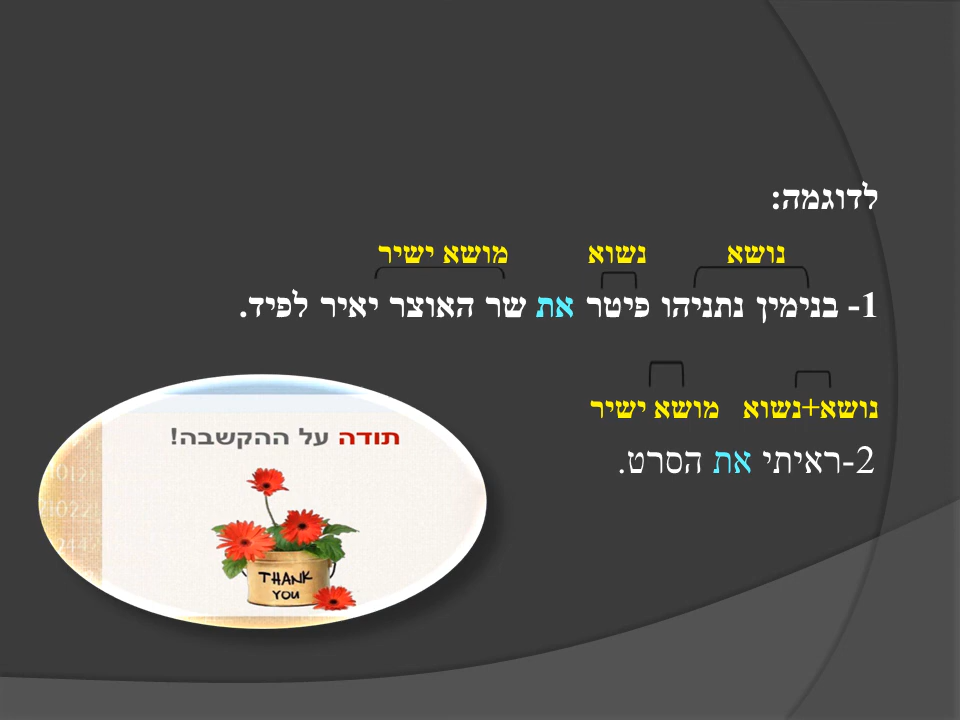 לדוגמה:
נושא נשוא מושא ישיר
1- בנימין נתניהו פיטר את שר האוצר יאיר לפיד.
נושא+נשוא מושא ישיר
2-ראיתי את הסרט.
תודה על ההקשבה!
THANK
YOU